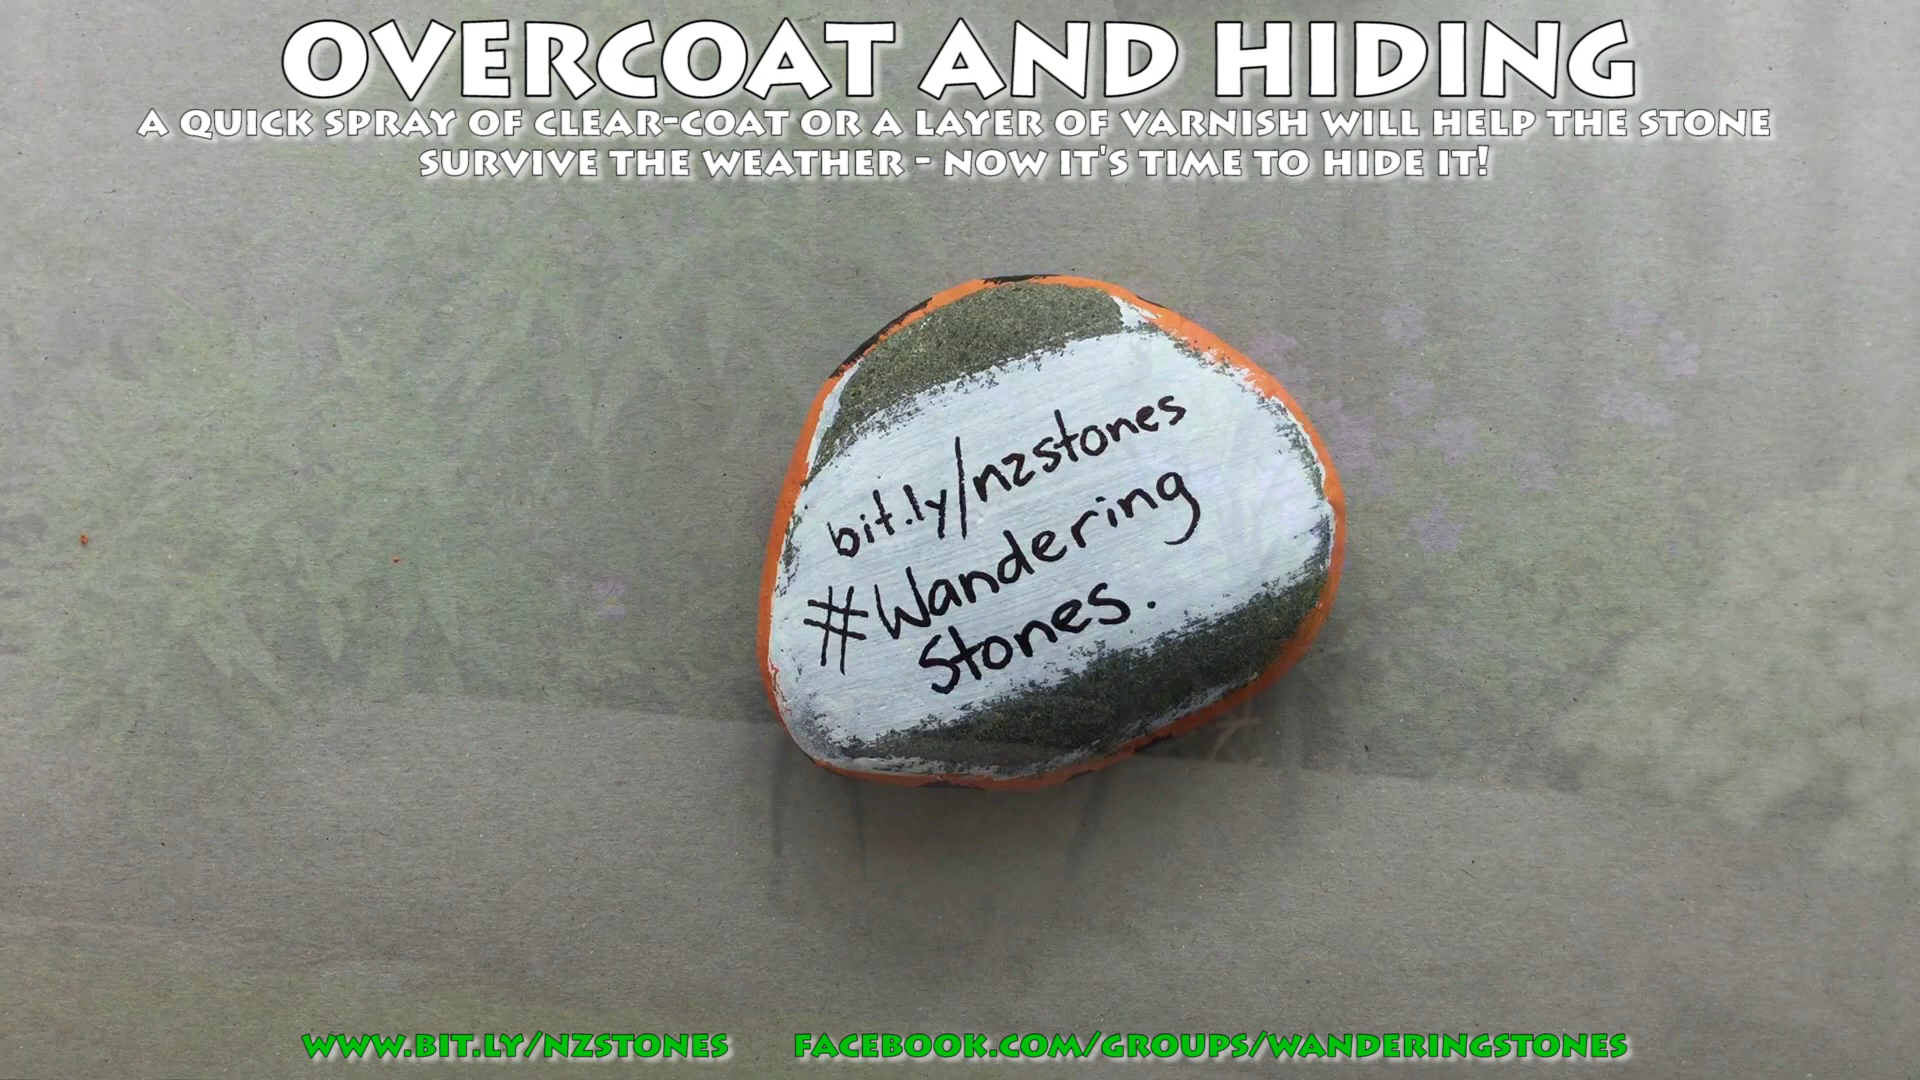 OVERCOAT AND HIDING
A QUICK SPRAY OF CLEAR-COAT OR A LAYER OF VARNISH WILL HELP THE STONE
SURVIVE THE WEATHER - NOW IT'S TIME TO HIDE IT!
bit.ly/nzstones
#Wandering
Stones.
WWW.BIT.LY/NZSTONES FACEBOOK.COM/GROUPS/WANDERINGSTONES